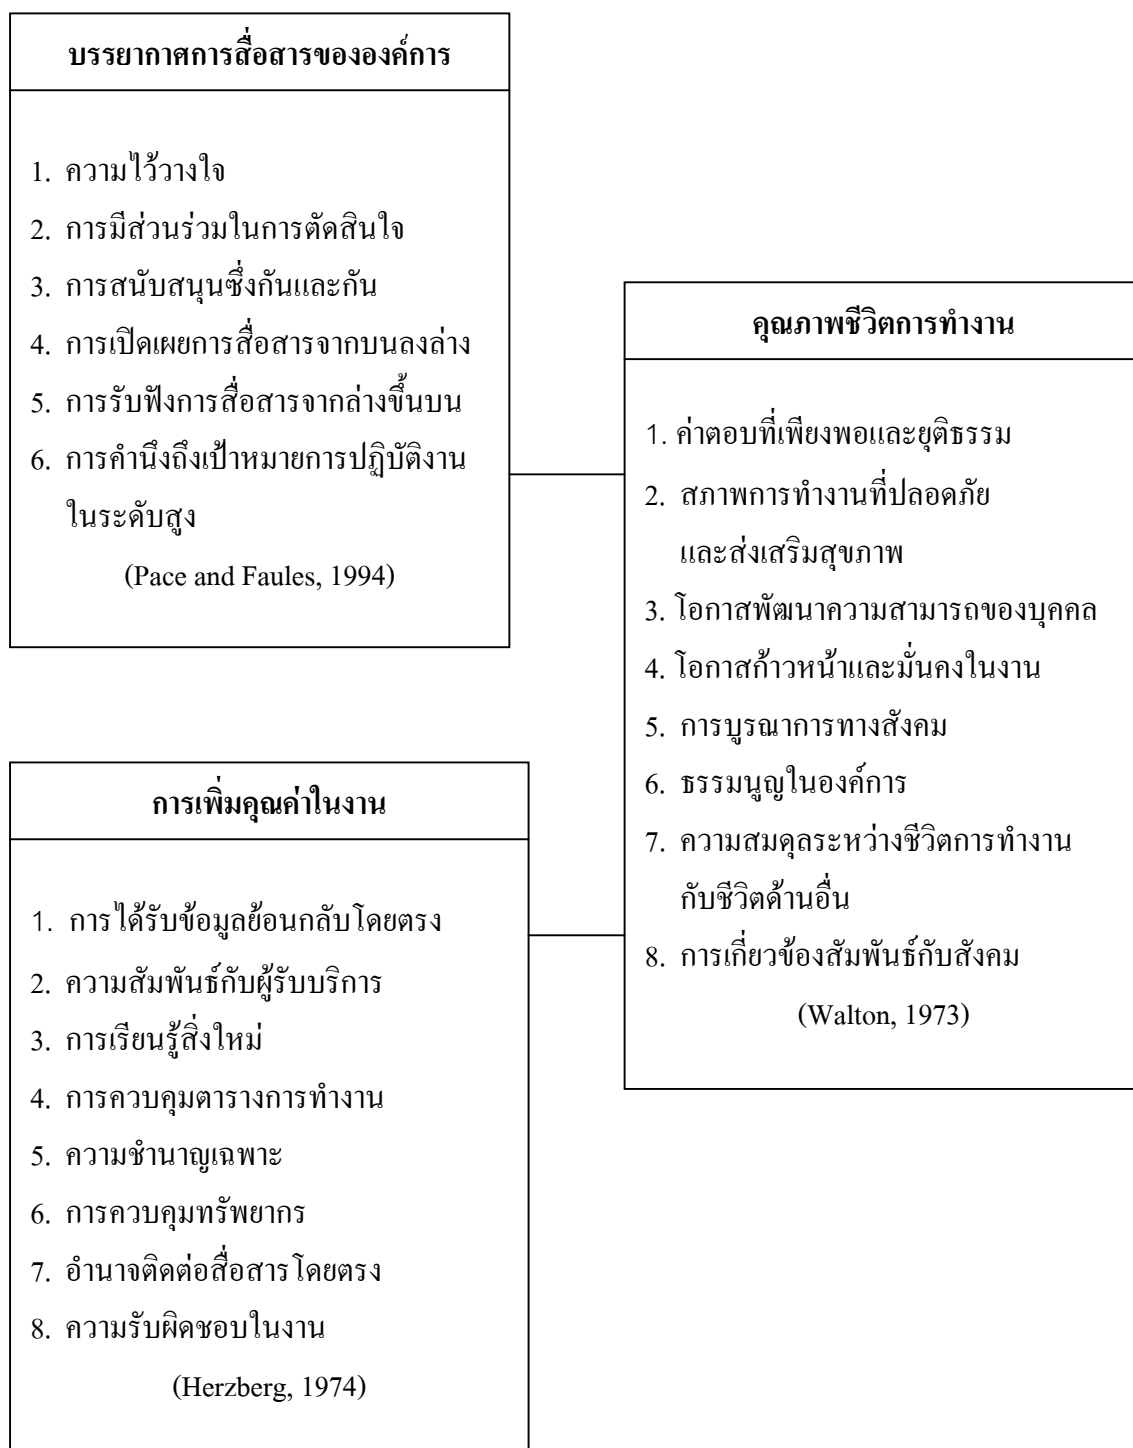 บรรยากาศการสื่อสารขององค์การ
1. ความไว้วางใจ
2. การมีส่วนร่วมในการตัดสินใจ
3. การสนับสนุนซึ่งกันและกัน
4. การเปิดเผยการสื่อสารจากบนลงล่าง
5. การรับฟังการสื่อสารจากล่างขึ้นบน
6. การคำนึงถึงเป้าหมายการปฏิบัติงาน
ในระดับสูง
(Pace and Faules, 1994)
คุณภาพชีวิตการทำงาน
1. ค่าตอบที่เพียงพอและยุติธรรม
2. สภาพการทำงานที่ปลอดภัย
และส่งเสริมสุขภาพ
3. โอกาสพัฒนาความสามารถของบุคคล
4. โอกาสก้าวหน้าและมั่นคงในงาน
5. การบูรณาการทางสังคม
6. ธรรมนูญในองค์การ
7. ความสมดุลระหว่างชีวิตการทำงาน
กับชีวิตด้านอื่น
8. การเกี่ยวข้องสัมพันธ์กับสังคม
(Walton, 1973)
การเพิ่มคุณค่าในงาน
1. การได้รับข้อมูลย้อนกลับโดยตรง
2. ความสัมพันธ์กับผู้รับบริการ
3. การเรียนรู้สิ่งใหม่
4. การควบคุมตารางการทำงาน
5. ความชำนาญเฉพาะ
6. การควบคุมทรัพยากร
7. อำนาจติดต่อสื่อสารโดยตรง
8. ความรับผิดชอบในงาน
(Herzberg, 1974)